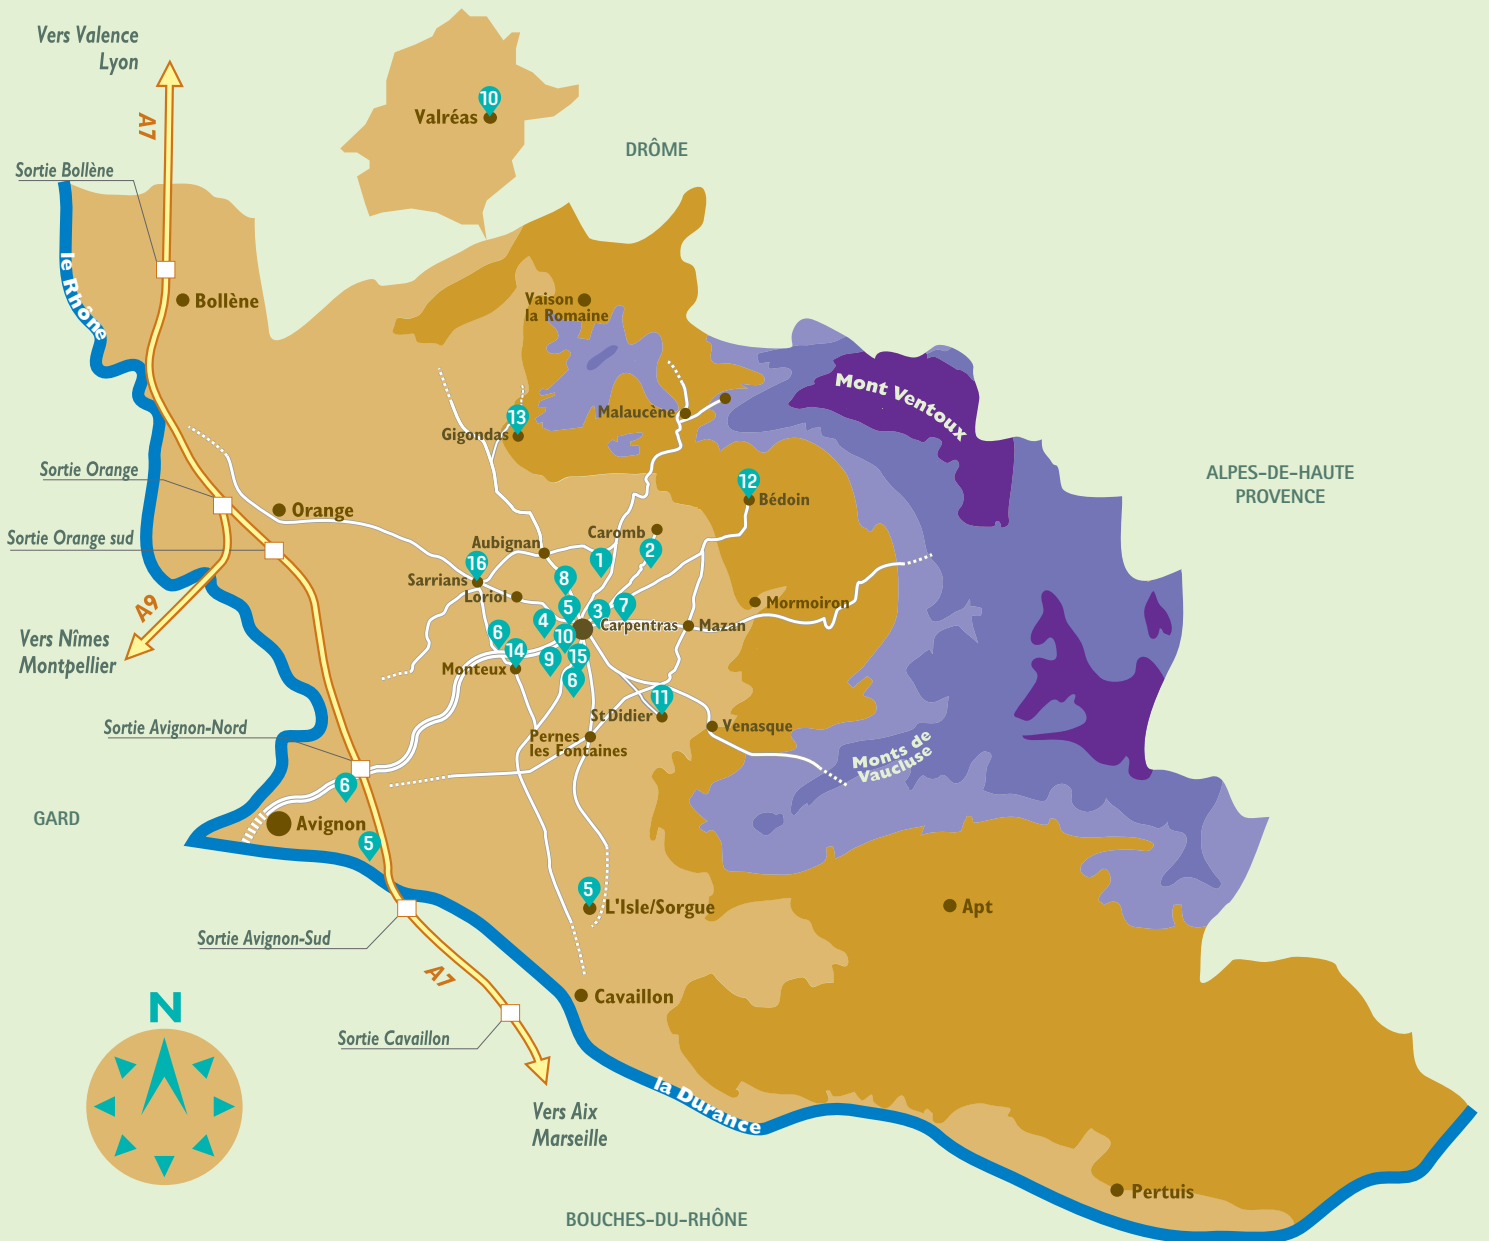 Vers Valence
Lyon
A7
10
Valréas
DRÔME
Sortie Bollène
le Rhône
Bollène
Vaison
la Romaine
Mont Ventoux
13
Malaucène
Gigondas
Sortie Orange
12
Bédoin
ALPES-DE-HAUTE
PROVENCE
Orange
Sortie Orange sud
Caromb
Aubignan
1
2
16
8
Sarrians
Loriol
A9
5
3
7
Mormoiron
4
Carpentras
Mazan
Vers Nîmes
Montpellier
6
10
14
9
15
Monteux
6
11
St Didier
Sortie Avignon-Nord
Venasque
Pernes
les Fontaines
Monts de
Vaucluse
6
GARD
Avignon
5
5
L'Isle/Sorgue
Apt
Sortie Avignon-Sud
A7
Cavaillon
N
Sortie Cavaillon
la Durance
Vers Aix
Marseille
Pertuis
BOUCHES-DU-RHÔNE